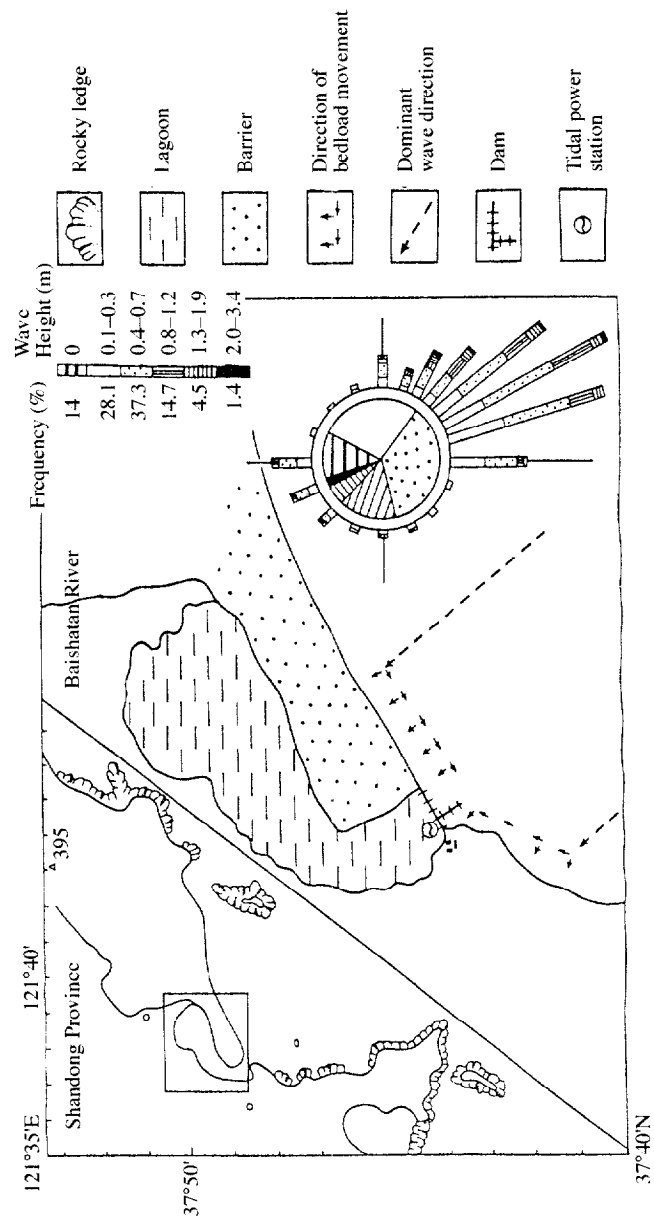 121°35'E
Shandong Province
121°40'
395
37°50'
37°40'N
Baishatan River
Frequency (%)
Wave
Height (m)
14 0
28.1 0.1–0.3
37.3 0.4–0.7
14.7 0.8–1.2
4.5 1.3–1.9
1.4 2.0–3.4
Rocky ledge
Lagoon
Barrier
Direction of
bedload movement
Dominant
wave direction
Dam
Tidal power
station